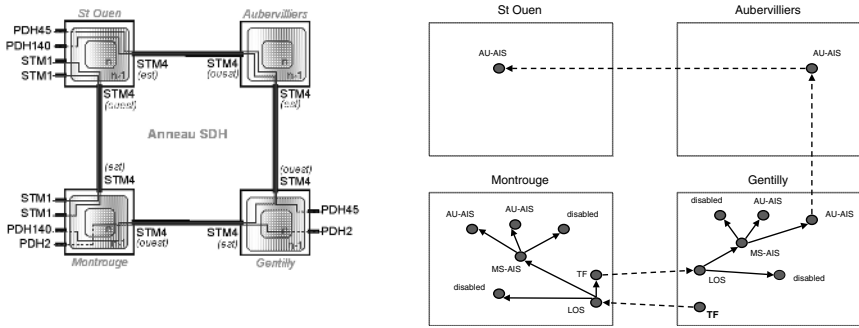 St Ouen
Aubervilliers
PDH45
PDH140
STM1
STM1
n
n-1
STM4
(est)
STM4
(ouest)
n
n-1
STM4
(ouest)
STM4
(est)
Anneau SDH
(est)
STM4
(ouest)
STM4
STM1
STM1
PDH140
PDH2
n
n-1
STM4
(ouest)
STM4
(est)
n
n-1
PDH45
PDH2
Montrouge
Gentilly
St Ouen
Aubervilliers
AU-AIS
AU-AIS
Montrouge
Gentilly
AU-AIS
AU-AIS
disabled
MS-AIS
TF
disabled
LOS
disabled
AU-AIS
AU-AIS
MS-AIS
LOS
disabled
TF